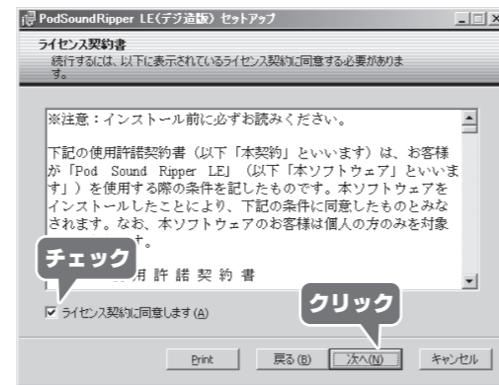 PodSoundRipper LE(デジ造版) セットアップ
ライセンス契約書
続行するには、以下に表示されているライセンス契約に同意する必要がありま
す。
※注意：インストール前に必ずお読みください。
下記の使用許諾契約書（以下「本契約」といいます）は、お客様
が「Pod Sound Ripper LE」（以下「本ソフトウェア」といいま
す」）を使用する際の条件を記したものです。本ソフトウェアを
インストールしたことにより、下記の条件に同意したものとみな
されます。なお、本ソフトウェアのお客様は個人の方のみを対象
す。
チェック
用許諾契約書
クリック
ライセンス契約に同意します(A)
Print
戻る(B)
次へ(N)
キャンセル